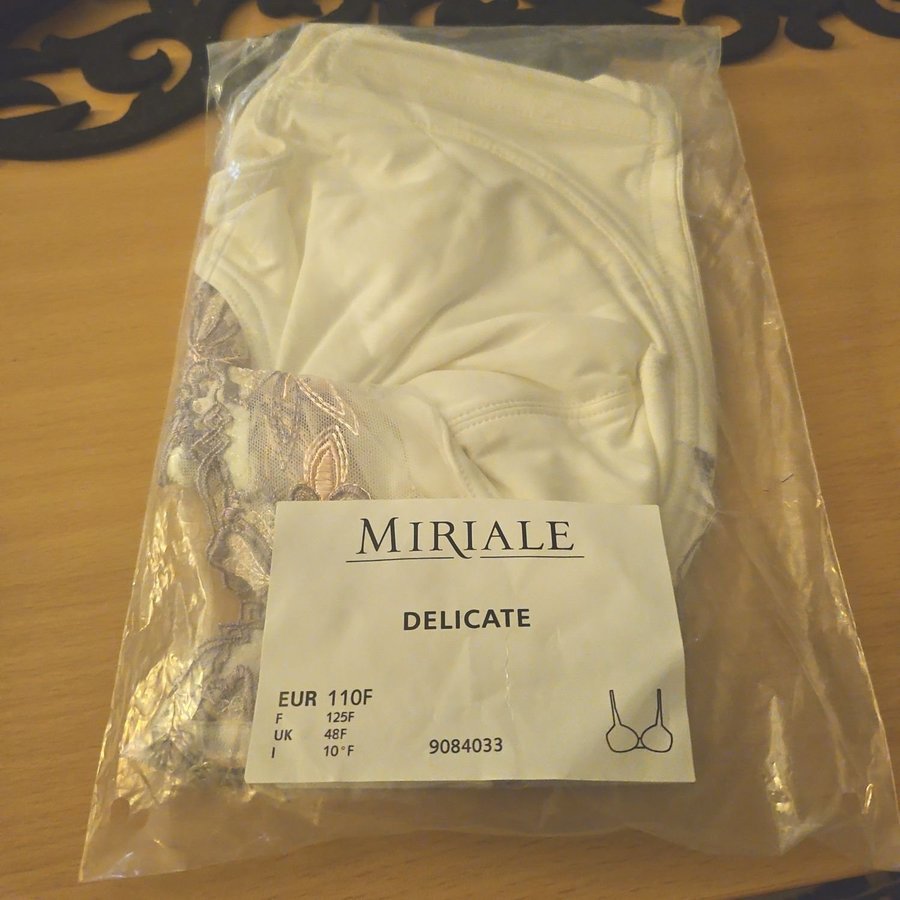 MIRIALE
DELICATE
EUR 110F
F 125F
UK 48F
I 10°F
9084033